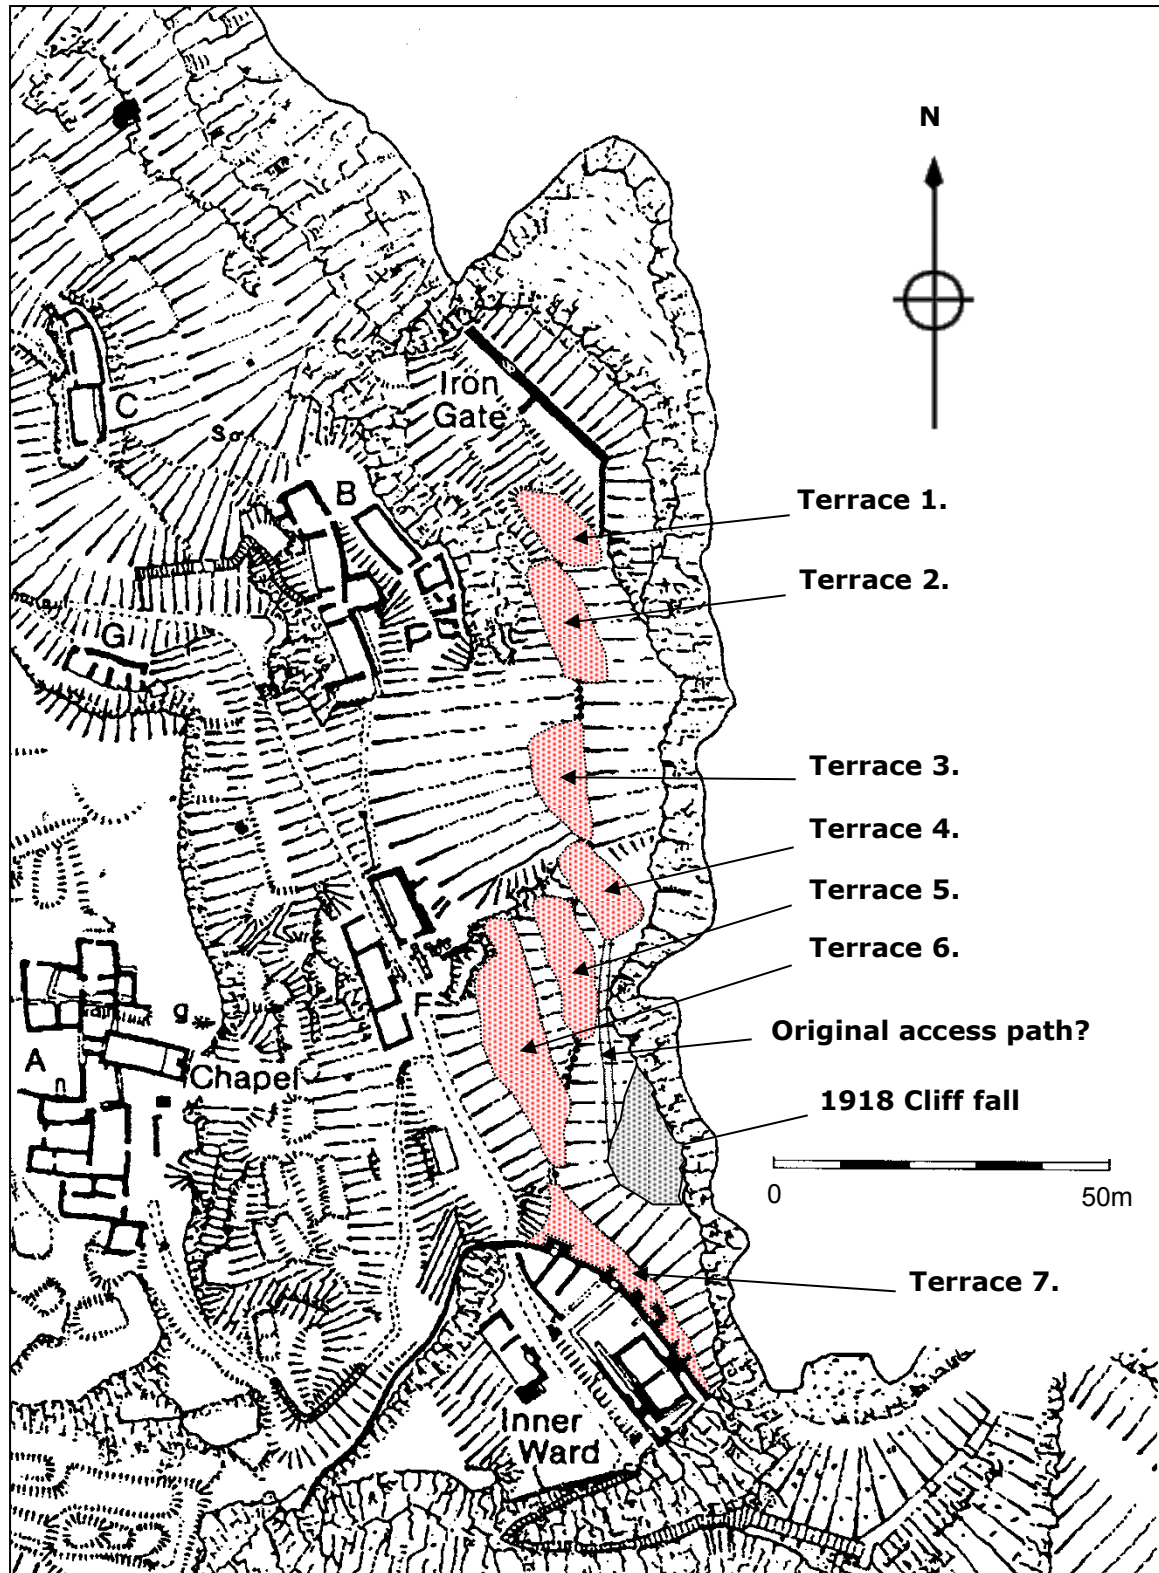 N
Iron
Gate
C
So
B
Terrace 1.
Terrace 2.
D
G
Terrace 3.
Terrace 4.
Terrace 5.
Terrace 6.
F
g
a
A
Chapel
Original access path?
1918 Cliff fall
0 50m
Terrace 7.
Inner
Ward